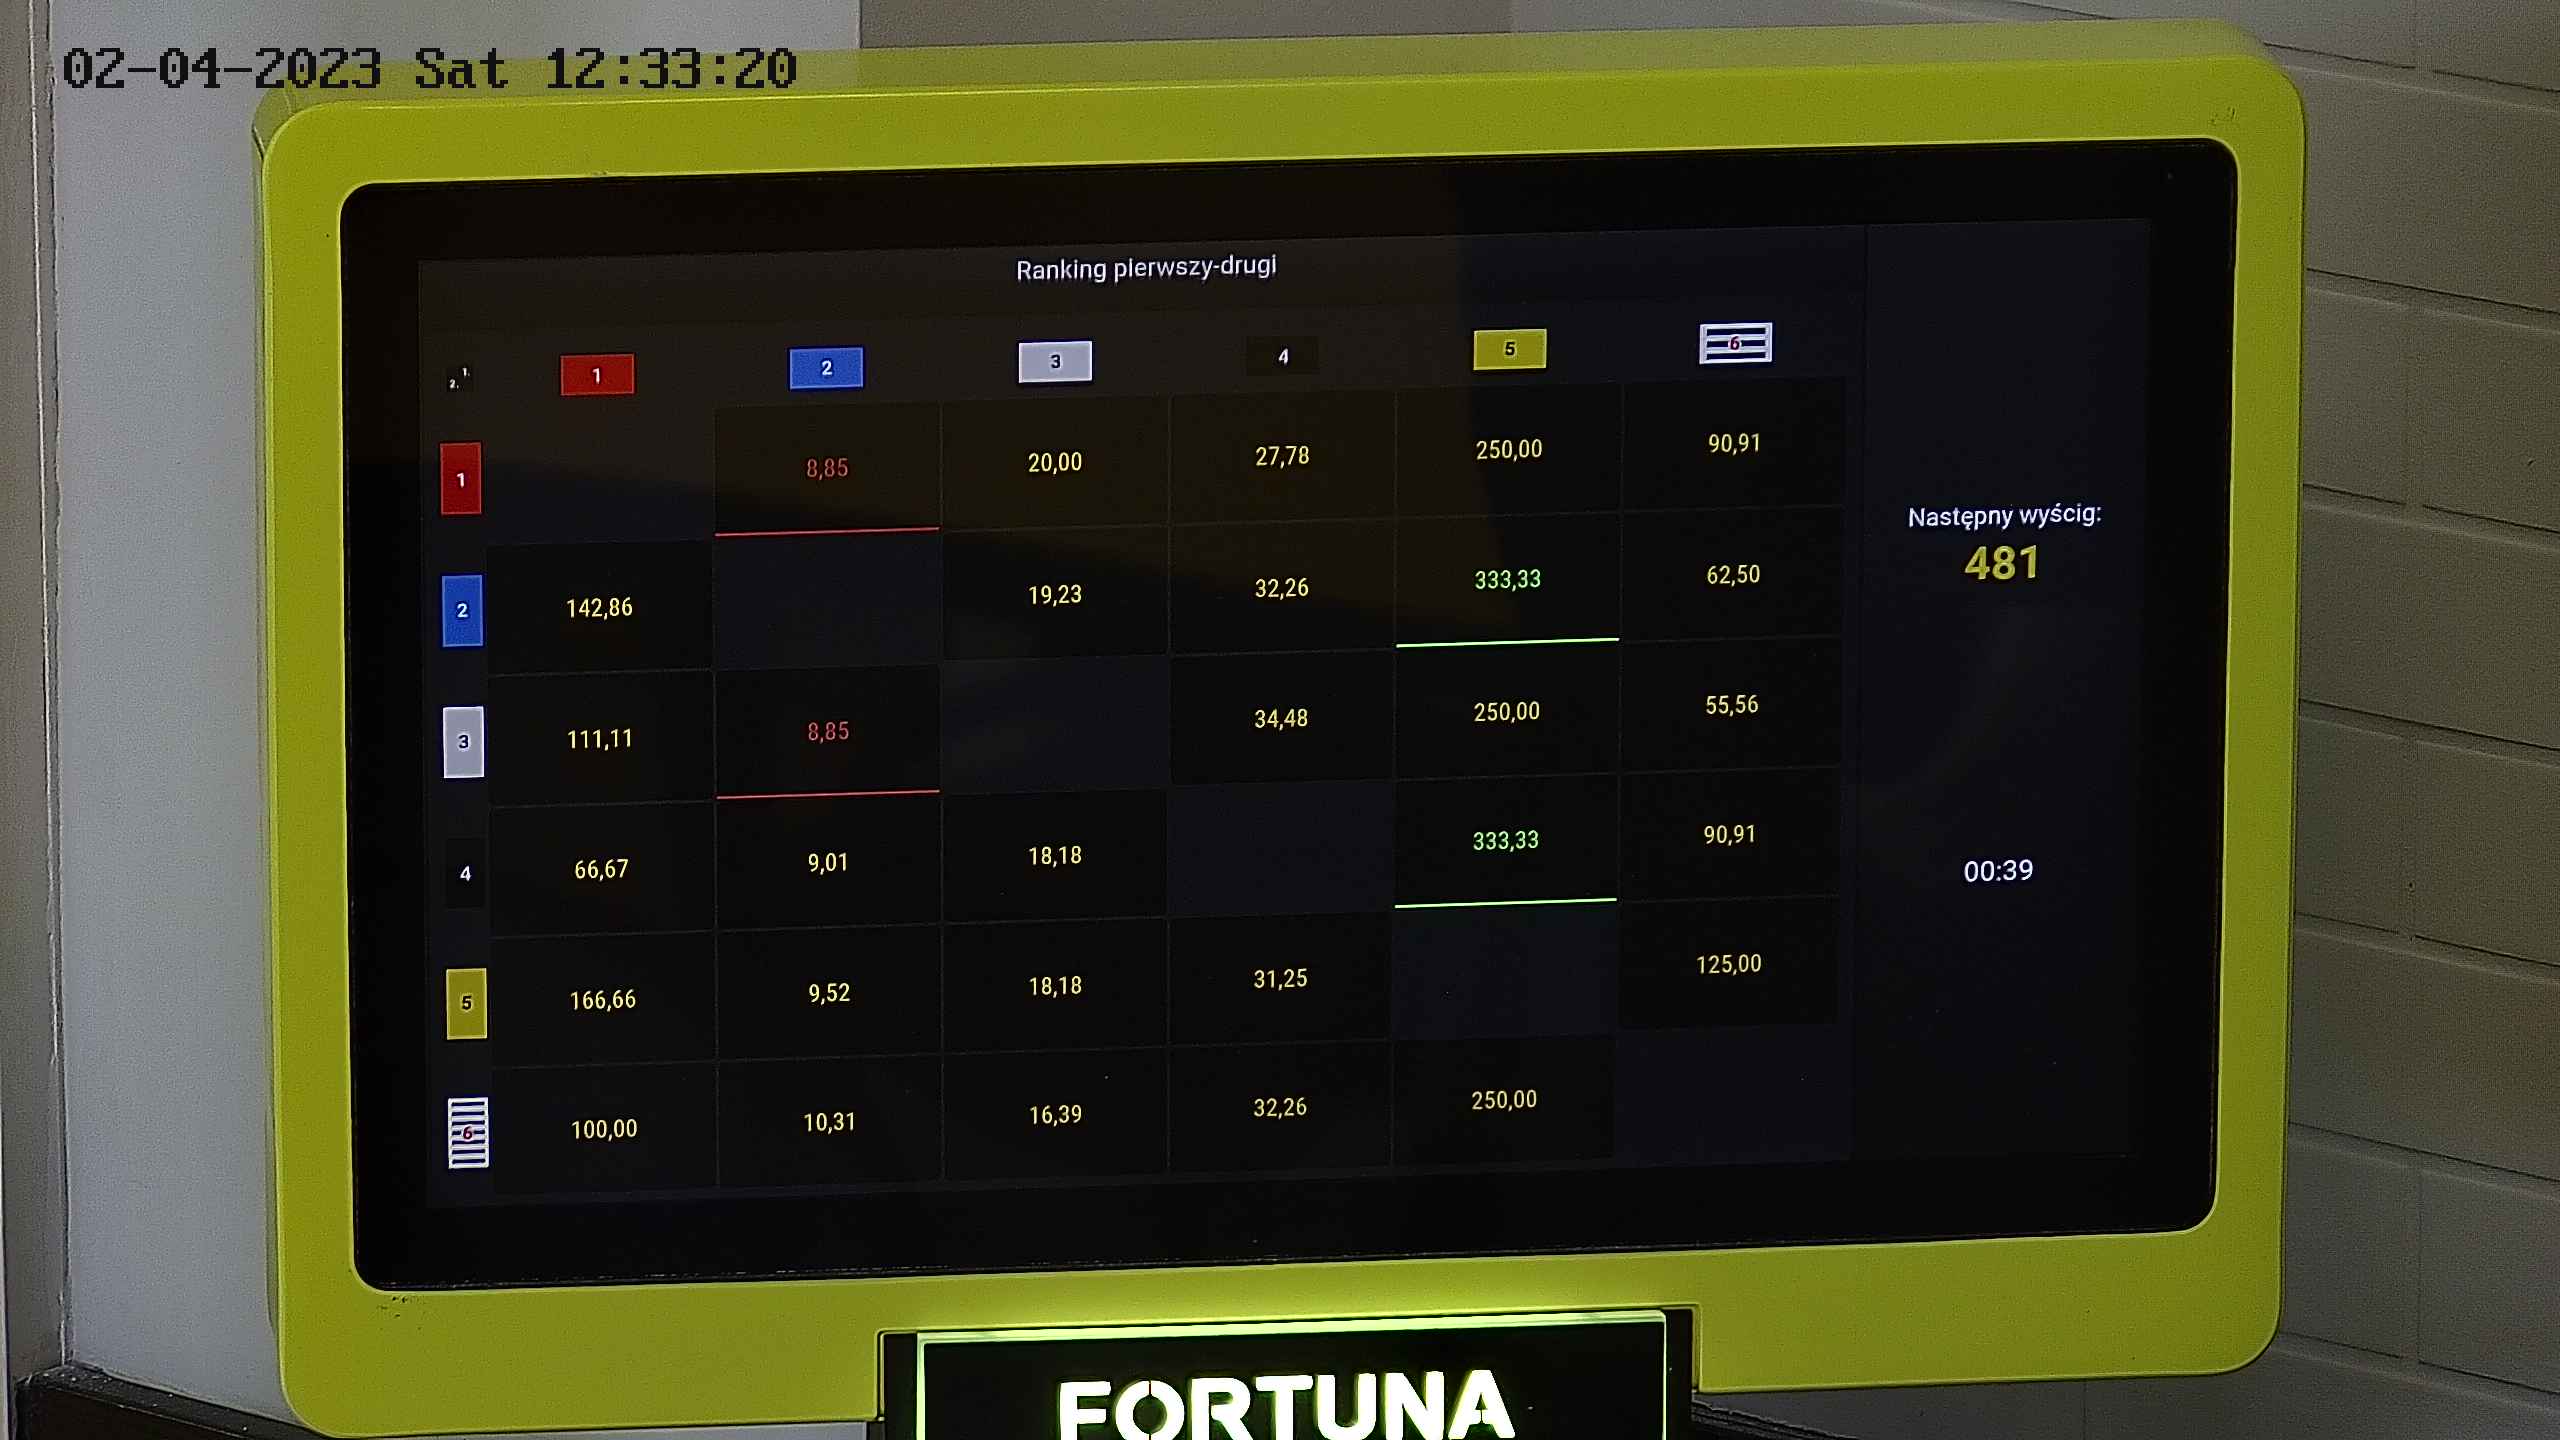 02-04-2023 Sat 12:33:20
Ranking pierwszy-drugi
2. 1. 1 2 3 4 5 6
1 8,85 20,00 27,78 250,00 90,91
2 142,86 19,23 32,26 333,33 62,50
3 111,11 8,85 34,48 250,00 55,56
4 66,67 9,01 18,18 333,33 90,91
5 166,66 9,52 18,18 31,25 125,00
6 100,00 10,31 16,39 32,26 250,00
Następny wyścig:
481
00:39
FORTUNA